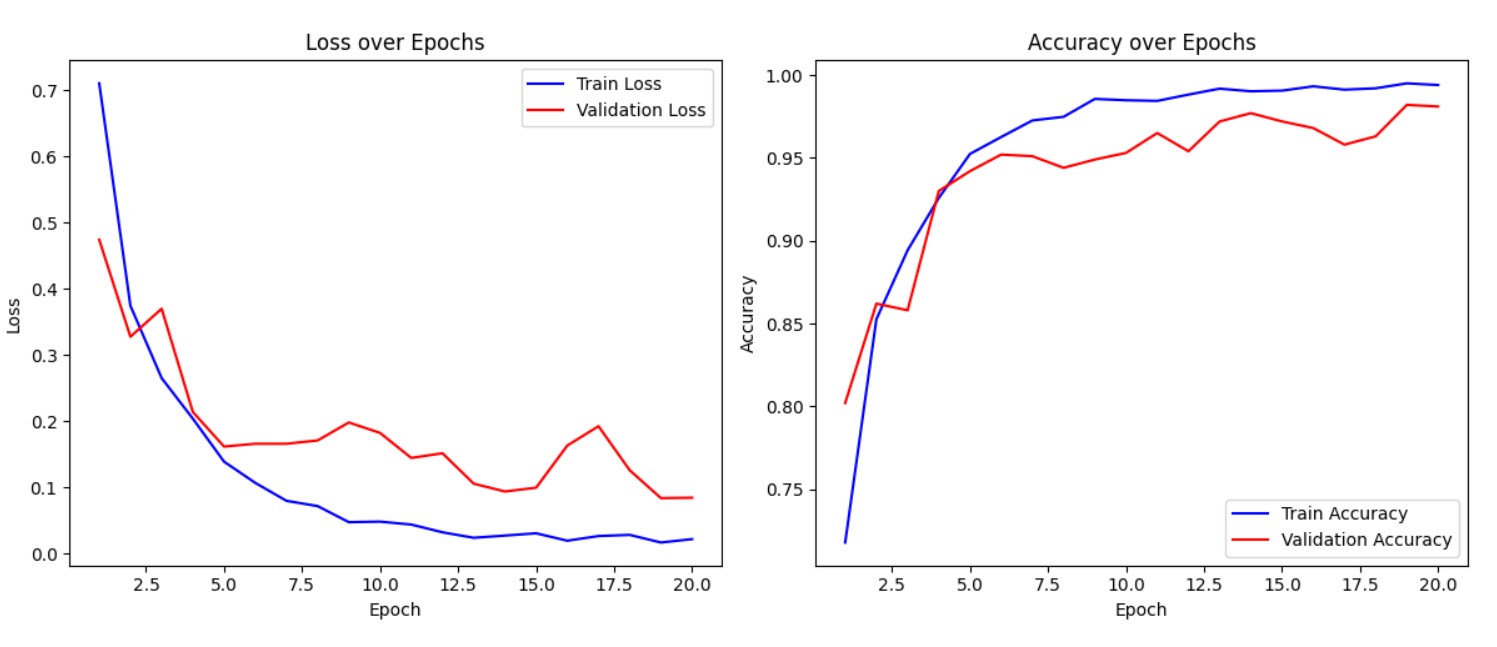 Loss over Epochs
Train Loss
Validation Loss
0.7
0.6
0.5
0.4
0.3
0.2
0.1
0.0
Loss
2.5 5.0 7.5 10.0 12.5 15.0 17.5 20.0
Epoch
Accuracy over Epochs
1.00
0.95
0.90
0.85
0.80
0.75
Accuracy
Train Accuracy
Validation Accuracy
2.5 5.0 7.5 10.0 12.5 15.0 17.5 20.0
Epoch